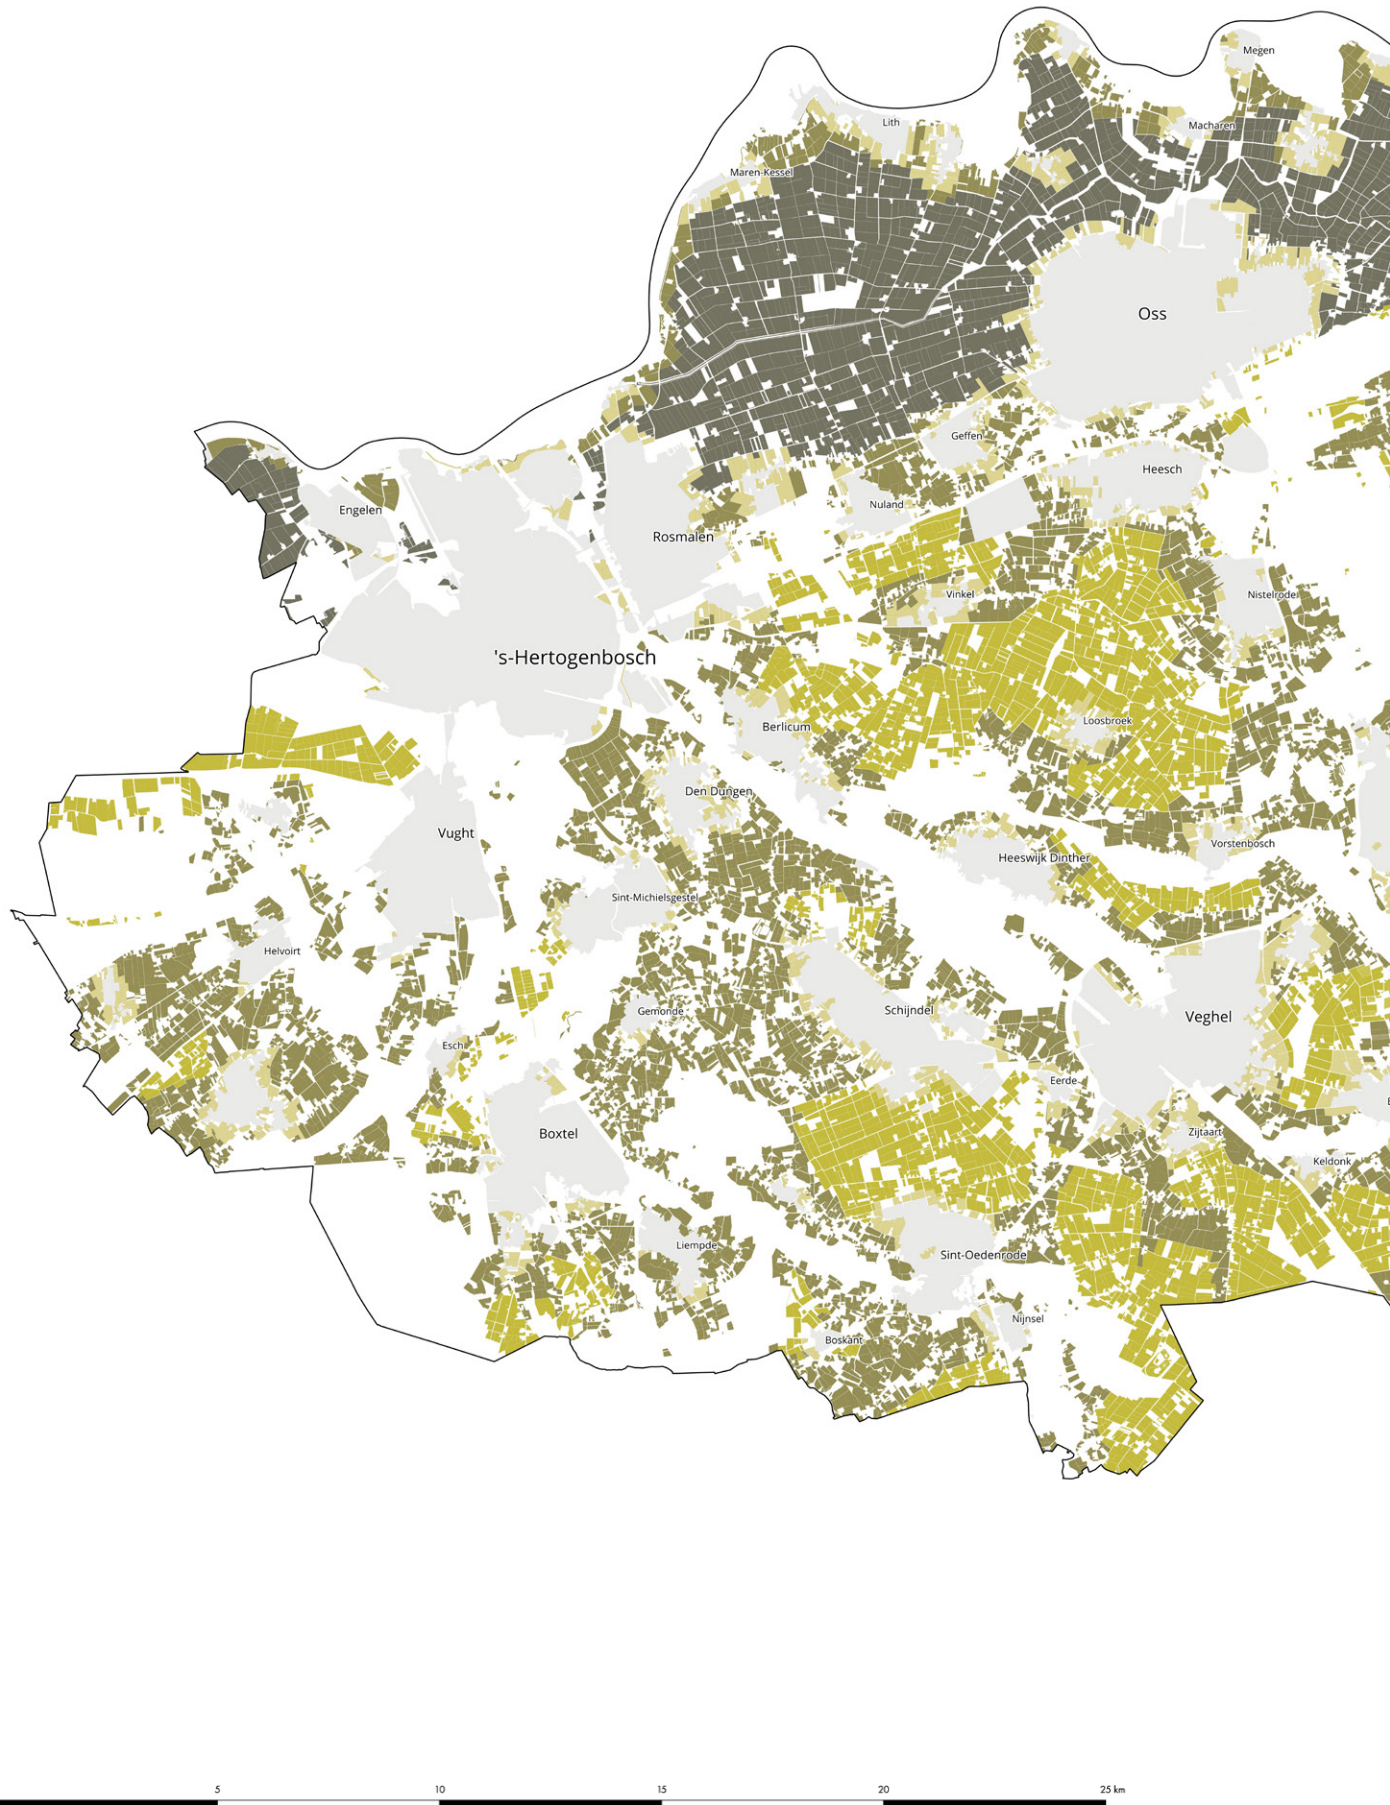 Megen
Lith
Macharen
Maren-Kessel
Oss
Geffen
Heesch
Nuland
Engelen
Rosmalen
Vinkel
Nistelrode
's-Hertogenbosch
Loosbroek
Berlicum
Den Dungen
Vught
Vorstenbosch
Heeswijk Dinther
Sint-Michielsgestel
Helvoirt
Schijndel
Gemonde
Veghel
Esch
Eerde
Boxtel
Zijtaart
Keldonk
Liempde
Sint-Oedenrode
Nijnsel
Boskant
5 10 15 20 25 km